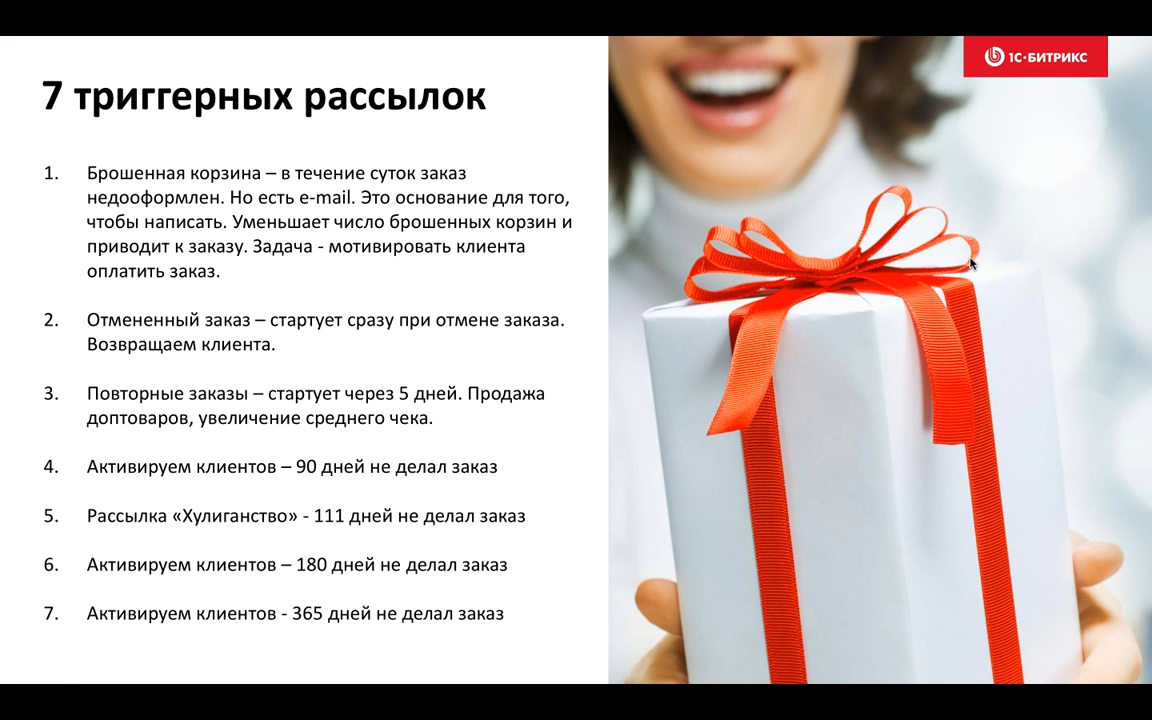 1С·БИТРИКС
7 триггерных рассылок
1. Брошенная корзина – в течение суток заказ
недооформлен. Но есть e-mail. Это основание для того,
чтобы написать. Уменьшает число брошенных корзин и
приводит к заказу. Задача - мотивировать клиента
оплатить заказ.
2. Отмененный заказ – стартует сразу при отмене заказа.
Возвращаем клиента.
3. Повторные заказы – стартует через 5 дней. Продажа
доптоваров, увеличение среднего чека.
4. Активируем клиентов – 90 дней не делал заказ
5. Рассылка «Хулиганство» - 111 дней не делал заказ
6. Активируем клиентов – 180 дней не делал заказ
7. Активируем клиентов - 365 дней не делал заказ